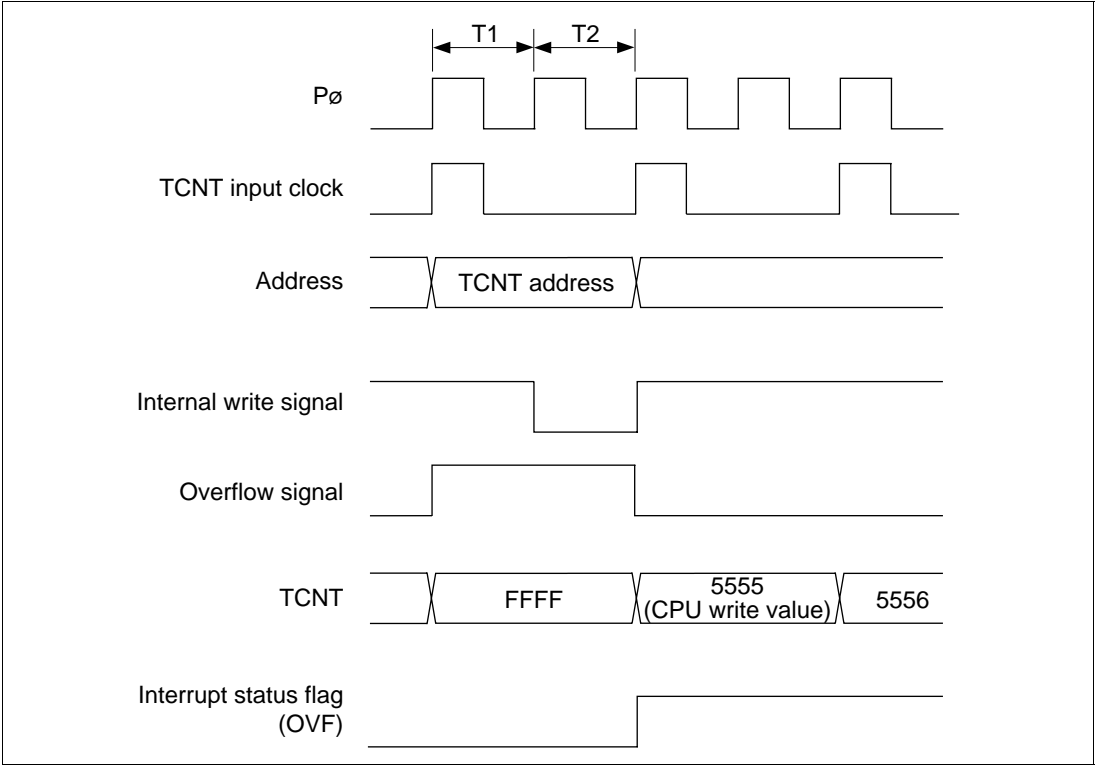 T1 T2
Pø
TCNT input clock
Address TCNT address
Internal write signal
Overflow signal
TCNT FFFF 5555 5556
(CPU write value)
Interrupt status flag
(OVF)